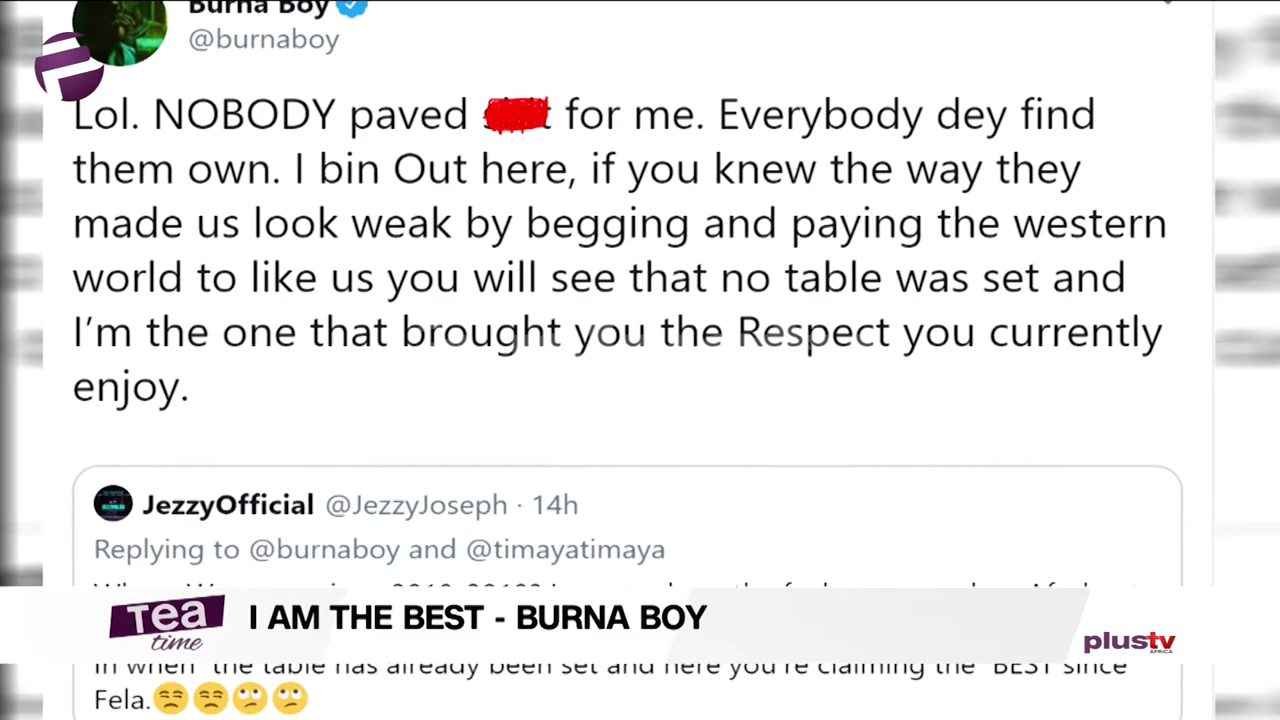 Burna Boy
@burnaboy
Lol. NOBODY paved for me. Everybody dey find
them own. I bin Out here, if you knew the way they
made us look weak by begging and paying the western
world to like us you will see that no table was set and
I'm the one that brought you the Respect you currently
enjoy.
JezzyOfficial @JezzyJoseph · 14h
Replying to @burnaboy and @timayatimaya
Tea time
I AM THE BEST - BURNA BOY
plustv
AFRICA
in when the table has already been set and here you're claiming the "BEST since
Fela.😒😒🙄🙄